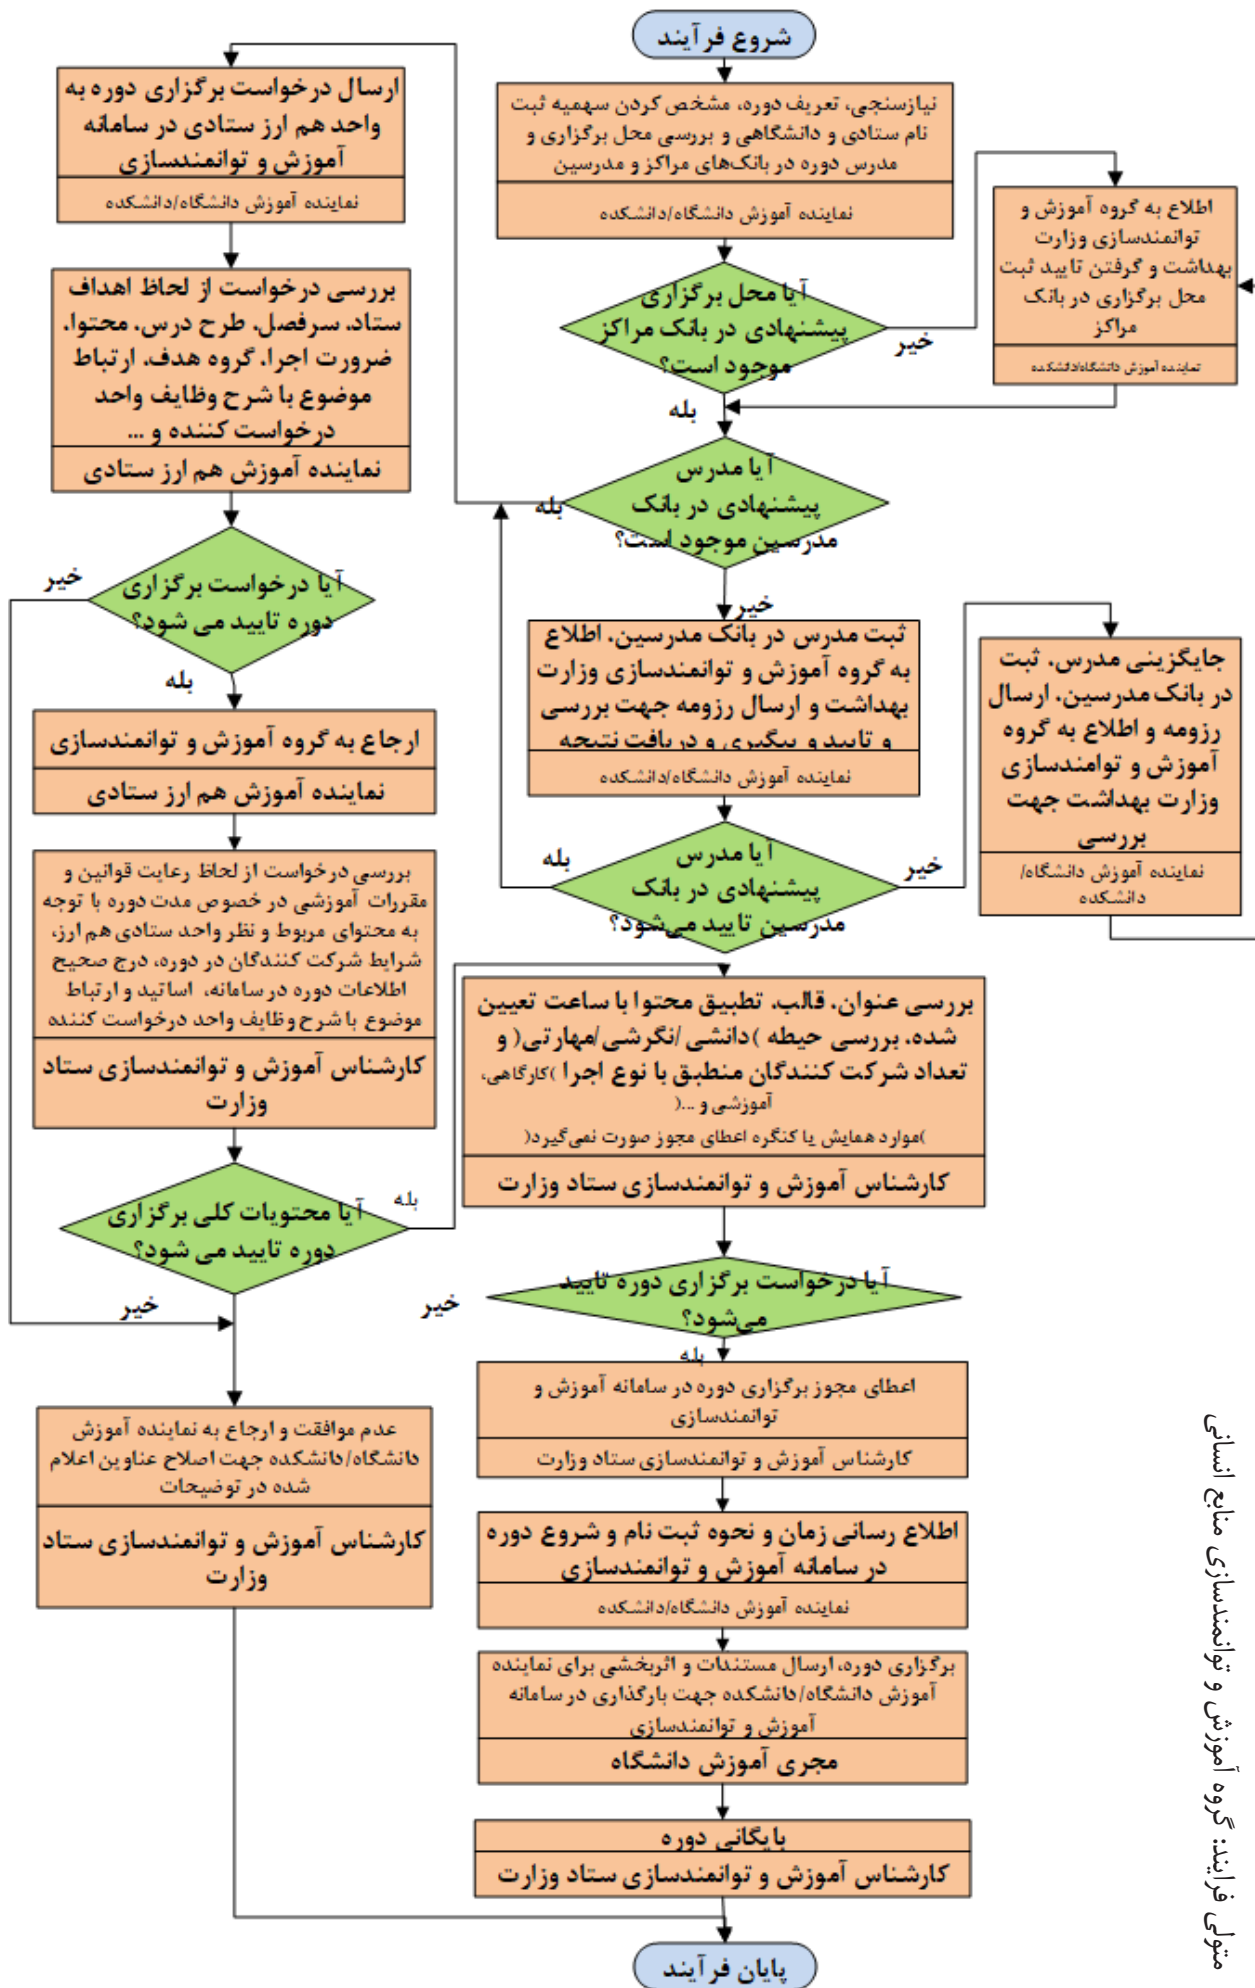 شروع فرآیند
نیازسنجی، تعریف دوره، مشخص کردن سهمیه ثبت
نام ستادی و دانشگاهی و بررسی محل برگزاری و
مدرس دوره در بانک‌های مراکز و مدرسین
نماینده آموزش دانشگاه/دانشکده
آیا محل برگزاری
پیشنهادی در بانک مراکز
موجود است؟
خیر
بله
اطلاع به گروه آموزش و
توانمندسازی وزارت
بهداشت و گرفتن تایید ثبت
محل برگزاری در بانک
مراکز
نماینده آموزش دانشگاه/دانشکده
آیا مدرس
پیشنهادی در بانک
مدرسین موجود است؟
بله
خیر
ثبت مدرس در بانک مدرسین، اطلاع
به گروه آموزش و توانمندسازی وزارت
بهداشت و ارسال رزومه جهت بررسی
و تایید و پیگیری و دریافت نتیجه
نماینده آموزش دانشگاه/دانشکده
آیا مدرس
پیشنهادی در بانک
مدرسین تایید می‌شود؟
بله
خیر
جایگزینی مدرس، ثبت
در بانک مدرسین، ارسال
رزومه و اطلاع به گروه
آموزش و توامندسازی
وزارت بهداشت جهت
بررسی
نماینده آموزش دانشگاه/
دانشکده
ارسال درخواست برگزاری دوره به
واحد هم ارز ستادی در سامانه
آموزش و توانمندسازی
نماینده آموزش دانشگاه/دانشکده
بررسی درخواست از لحاظ اهداف
ستاد، سرفصل، طرح درس، محتوا،
ضرورت اجرا، گروه هدف، ارتباط
موضوع با شرح وظایف واحد
درخواست کننده و ...
نماینده آموزش هم ارز ستادی
آیا درخواست برگزاری
دوره تایید می شود؟
خیر
بله
ارجاع به گروه آموزش و توانمندسازی
نماینده آموزش هم ارز ستادی
بررسی درخواست از لحاظ رعایت قوانین و
مقررات آموزشی در خصوص مدت دوره با توجه
به محتوای مربوط و نظر واحد ستادی هم ارز،
شرایط شرکت کنندگان در دوره، درج صحیح
اطلاعات دوره در سامانه، اساتید و ارتباط
موضوع با شرح وظایف واحد درخواست کننده
کارشناس آموزش و توانمندسازی ستاد
وزارت
آیا محتویات کلی برگزاری
دوره تایید می شود؟
بله
خیر
بررسی عنوان، قالب، تطبیق محتوا با ساعت تعیین
شده، بررسی حیطه )دانشی/نگرشی/مهارتی( و
تعداد شرکت کنندگان منطبق با نوع اجرا )کارگاهی،
آموزشی و ...(
)موارد همایش یا کنگره اعطای مجوز صورت نمی‌گیرد(
کارشناس آموزش و توانمندسازی ستاد وزارت
آیا درخواست برگزاری دوره تایید
می‌شود؟
خیر
بله
عدم موافقت و ارجاع به نماینده آموزش
دانشگاه/دانشکده جهت اصلاح عناوین اعلام
شده در توضیحات
کارشناس آموزش و توانمندسازی ستاد
وزارت
اعطای مجوز برگزاری دوره در سامانه آموزش و
توانمندسازی
کارشناس آموزش و توانمندسازی ستاد وزارت
اطلاع رسانی زمان و نحوه ثبت نام و شروع دوره
در سامانه آموزش و توانمندسازی
نماینده آموزش دانشگاه/دانشکده
برگزاری دوره، ارسال مستندات و اثربخشی برای نماینده
آموزش دانشگاه/دانشکده جهت بارگذاری در سامانه
آموزش و توانمندسازی
مجری آموزش دانشگاه
بایگانی دوره
کارشناس آموزش و توانمندسازی ستاد وزارت
پایان فرآیند
متولی فرایند: گروه آموزش و توانمندسازی منابع انسانی